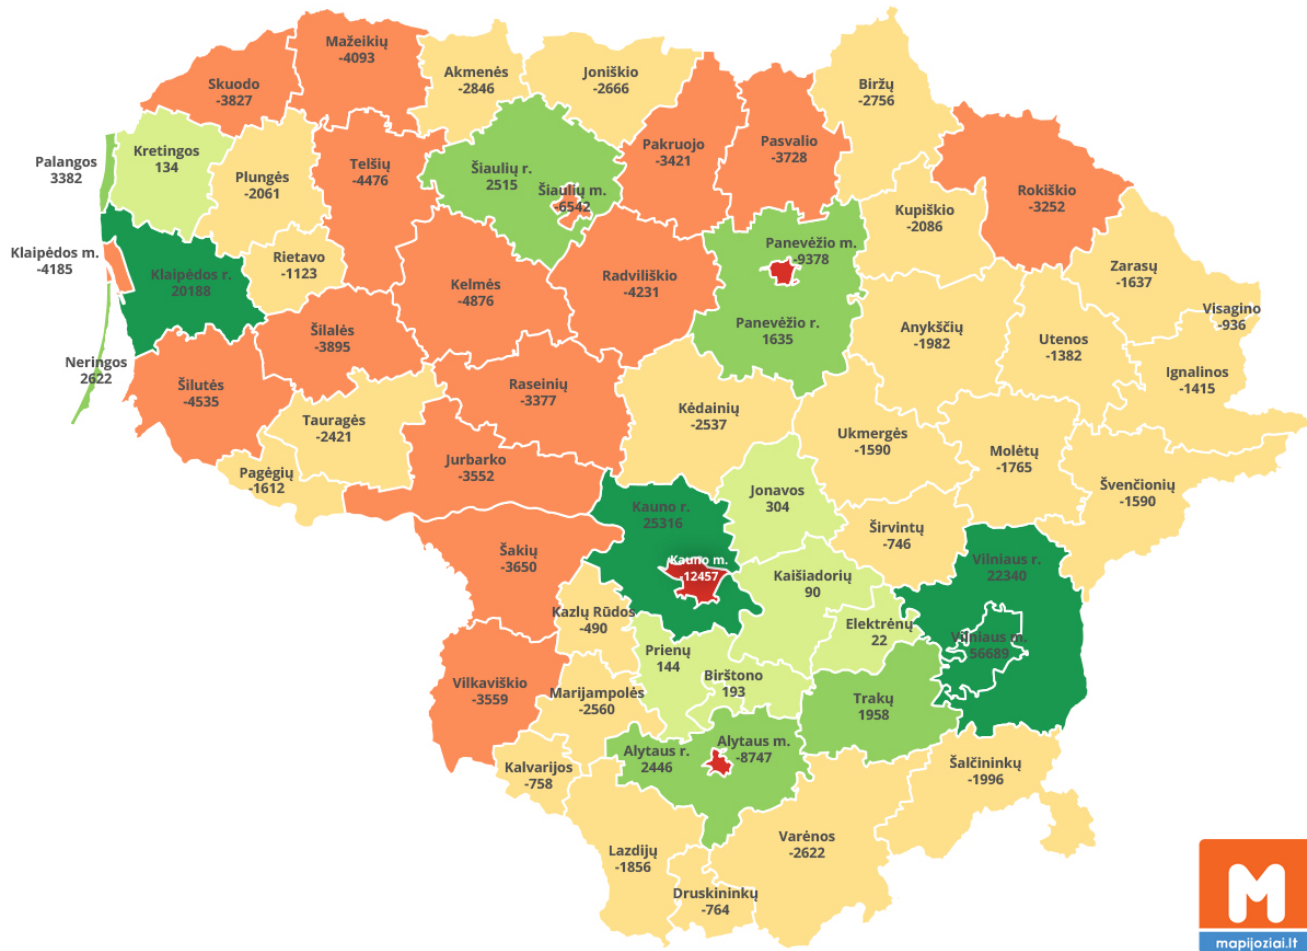 Mažeikių
-4093
Skuodo
-3827
Akmenės
-2846
Joniškio
-2666
Biržų
-2756
Palangos
3382
Kretingos
134
Plungės
-2061
Telšių
-4476
Šiaulių r.
2515
Šiaulių m.
-6542
Pakruojo
-3421
Pasvalio
-3728
Rokiškio
-3252
Kupiškio
-2086
Klaipėdos m.
-4185
Klaipėdos r.
20188
Rietavo
-1123
Kelmės
-4876
Radviliškio
-4231
Panevėžio m.
-9378
Panevėžio r.
1635
Zarasų
-1637
Visagino
-936
Anykščių
-1982
Utenos
-1382
Ignalinos
-1415
Neringos
2622
Šilalės
-3895
Šilutės
-4535
Raseinių
-3377
Tauragės
-2421
Kėdainių
-2537
Ukmergės
-1590
Molėtų
-1765
Švenčionių
-1590
Pagėgių
-1612
Jurbarko
-3552
Jonavos
304
Kauno r.
25316
Širvintų
-746
Šakių
-3650
Kauno m.
-12457
Kaišiadorių
90
Vilniaus r.
22340
Kazlų Rūdos
-490
Elektrėnų
22
Vilniaus m.
56689
Prienų
144
Birštono
193
Vilkaviškio
-3559
Marijampolės
-2560
Trakų
1958
Alytaus r.
2446
Alytaus m.
-8747
Kalvarijos
-758
Šalčininkų
-1996
Lazdijų
-1856
Varėnos
-2622
Druskininkų
-764
M
mapijoziai.lt